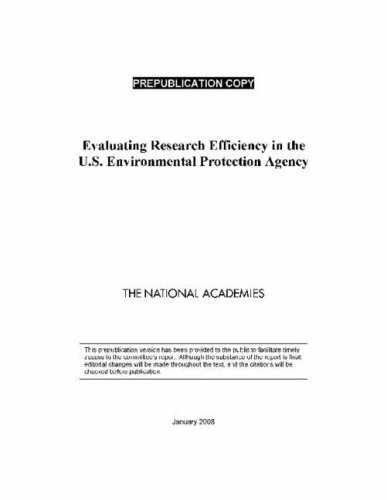 PREPUBLICATION COPY
Evaluating Research Efficiency in the
U.S. Environmental Protection Agency
THE NATIONAL ACADEMIES
This prepublication version has been provided to the public to facilitate timely
access to the committee's report. Although the substance of the report is final,
editorial changes will be made throughout the text, and the citations will be
checked before publication.
January 2008